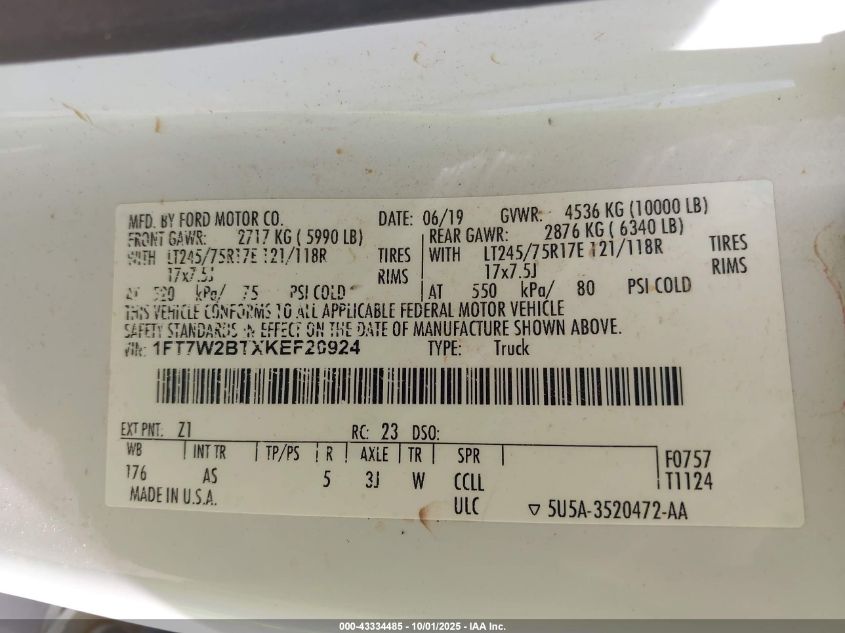 MFD. BY FORD MOTOR CO. DATE: 06/19 GVWR: 4536 KG (10000 LB)
FRONT GAWR: 2717 KG ( 5990 LB) REAR GAWR: 2876 KG ( 6340 LB)
WITH LT245/75R17E 121/118R TIRES WITH LT245/75R17E 121/118R TIRES
17x7.5J RIMS 17x7.5J RIMS
AT 520 kPa/ 75 PSI COLD AT 550 kPa/ 80 PSI COLD
THIS VEHICLE CONFORMS TO ALL APPLICABLE FEDERAL MOTOR VEHICLE
SAFETY STANDARDS IN EFFECT ON THE DATE OF MANUFACTURE SHOWN ABOVE.
VIN: 1FT7W2BTXKEF20924 TYPE: Truck
EXT PNT: Z1 RC: 23 DSO:
WB INT TR TP/PS R AXLE TR SPR F0757
176 AS 5 3J W CCLL T1124
MADE IN U.S.A. ULC ▽ 5U5A-3520472-AA
000-43334485 - 10/01/2025 - IAA Inc.